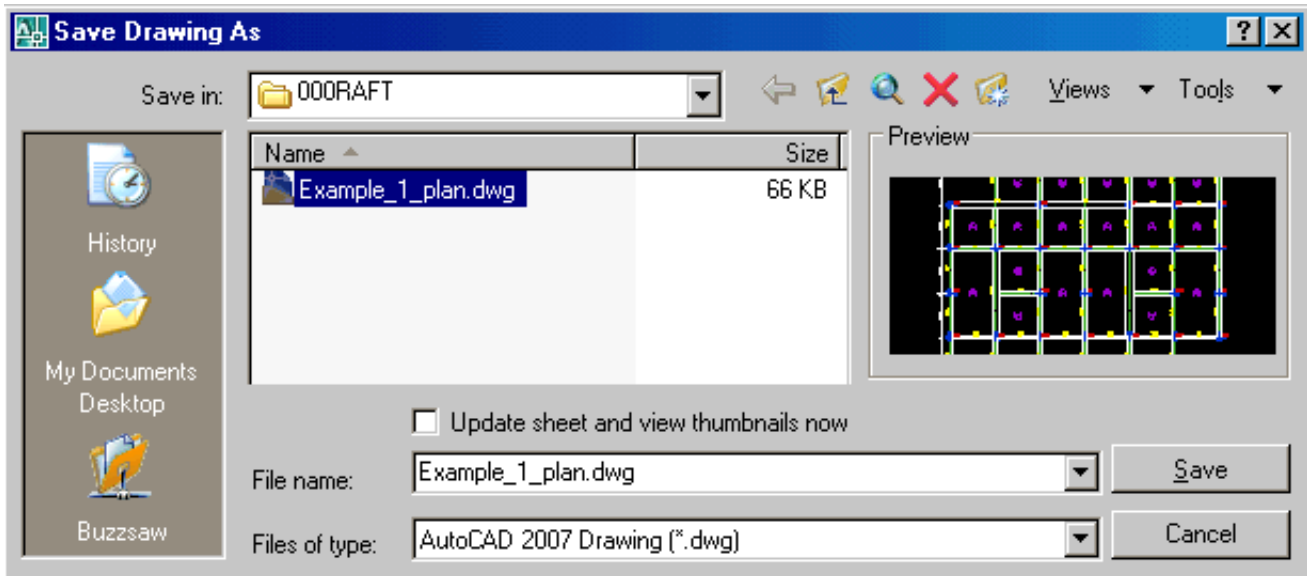 Save Drawing As
Save in: 000RAFT Views Tools
Name Size
Example_1_plan.dwg 66 KB
Preview
History
My Documents
Desktop
Buzzsaw
Update sheet and view thumbnails now
File name: Example_1_plan.dwg Save
Files of type: AutoCAD 2007 Drawing (*.dwg) Cancel